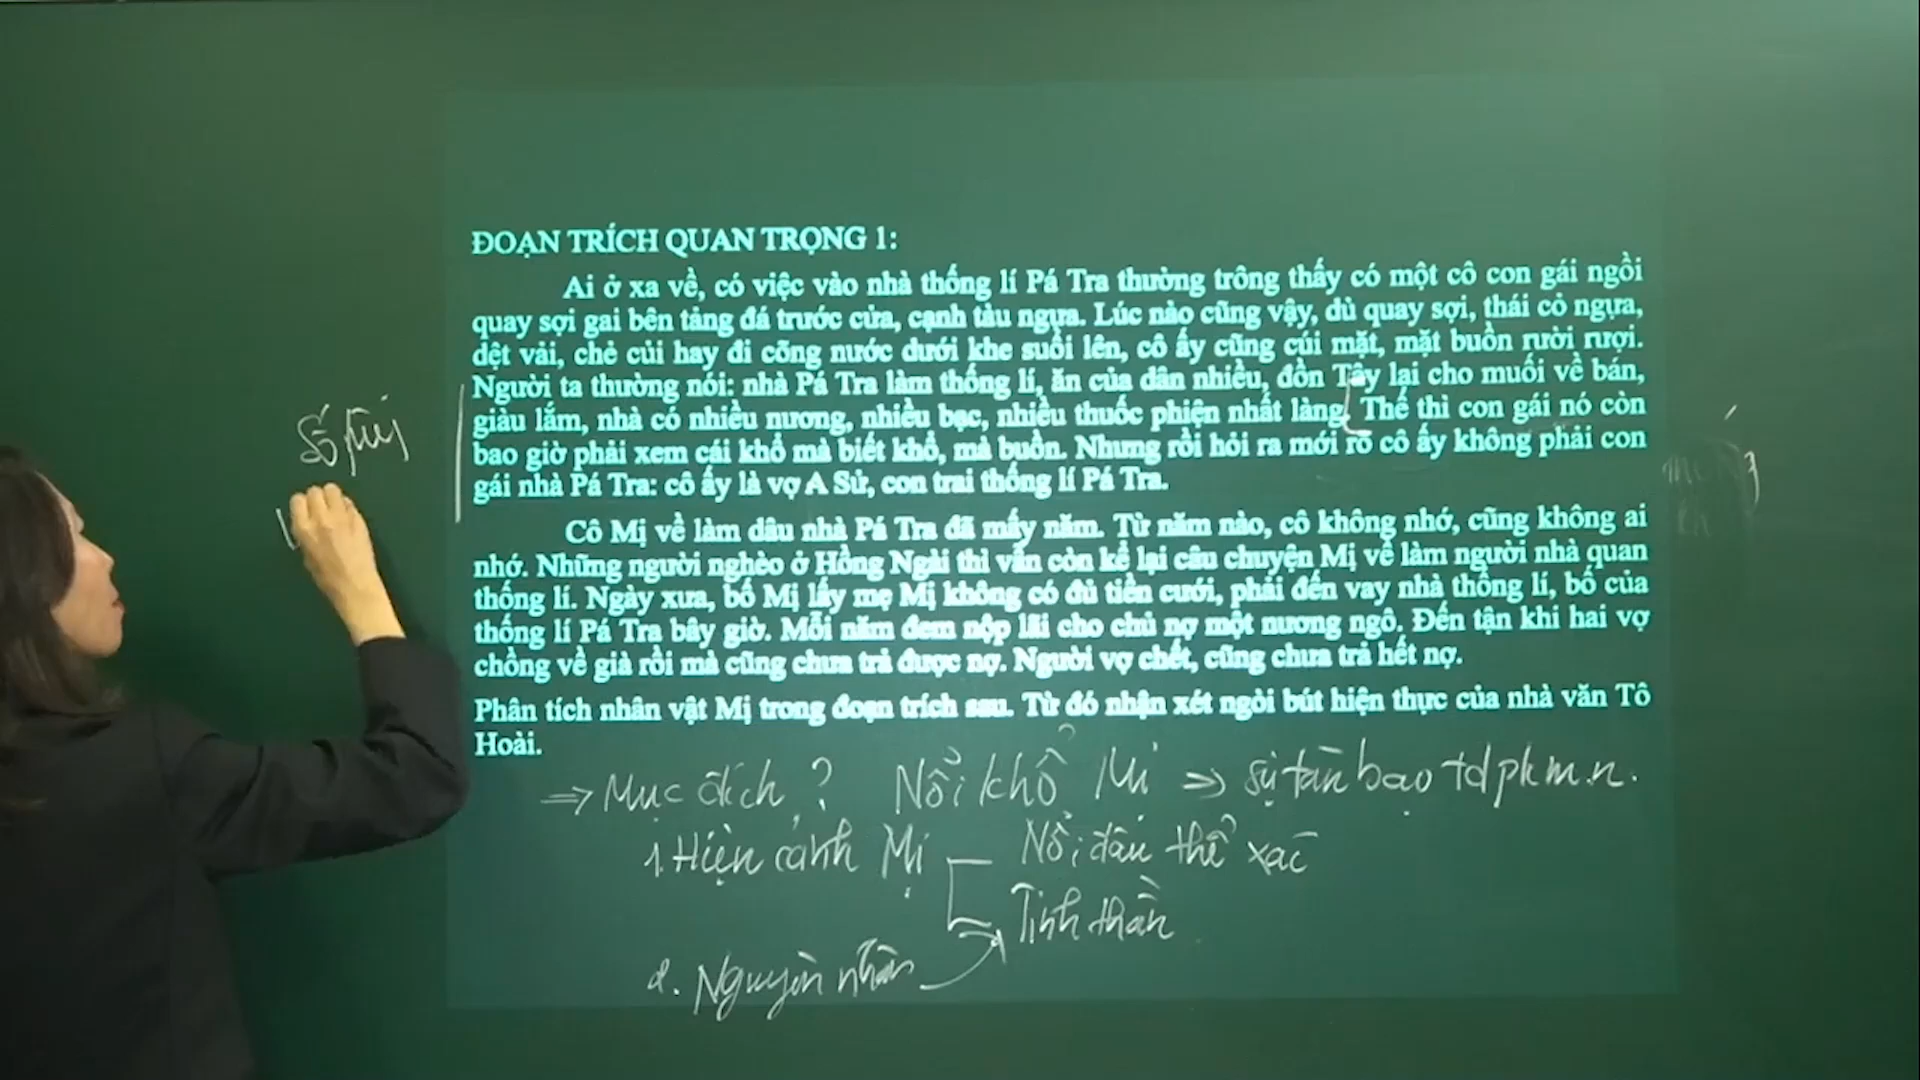 ĐOẠN TRÍCH QUAN TRỌNG 1:
Ai ở xa về, có việc vào nhà thống lí Pá Tra thường trông thấy có một cô con gái ngồi
quay sợi gai bên tảng đá trước cửa, cạnh tàu ngựa. Lúc nào cũng vậy, dù quay sợi, thái cỏ ngựa,
dệt vải, chẻ củi hay đi cõng nước dưới khe suối lên, cô ấy cũng cúi mặt, mặt buồn rười rượi.
Người ta thường nói: nhà Pá Tra làm thống lí, ăn của dân nhiều, đồn Tây lại cho muối về bán,
giàu lắm, nhà có nhiều nương, nhiều bạc, nhiều thuốc phiện nhất làng. Thế thì con gái nó còn
bao giờ phải xem cái khổ mà biết khổ, mà buồn. Nhưng rồi hỏi ra mới rõ cô ấy không phải con
gái nhà Pá Tra: cô ấy là vợ A Sử, con trai thống lí Pá Tra.
Cô Mị về làm dâu nhà Pá Tra đã mấy năm. Từ năm nào, cô không nhớ, cũng không ai
nhớ. Những người nghèo ở Hồng Ngài thì vẫn còn kể lại câu chuyện Mị về làm người nhà quan
thống lí. Ngày xưa, bố Mị lấy mẹ Mị không có đủ tiền cưới, phải đến vay nhà thống lí, bố của
thống lí Pá Tra bây giờ. Mỗi năm đem nộp lãi cho chủ nợ một nương ngô. Đến tận khi hai vợ
chồng về già rồi mà cũng chưa trả được nợ. Người vợ chết, cũng chưa trả hết nợ.
Phân tích nhân vật Mị trong đoạn trích sau. Từ đó nhận xét ngòi bút hiện thực của nhà văn Tô
Hoài.
⇒ Mục đích? Nỗi khổ Mị ⇒ sự tàn bạo tdpkm.n.
1. Hiện cảnh Mị
Nỗi đau thể xác
Tinh thần
2. Nguyên nhân